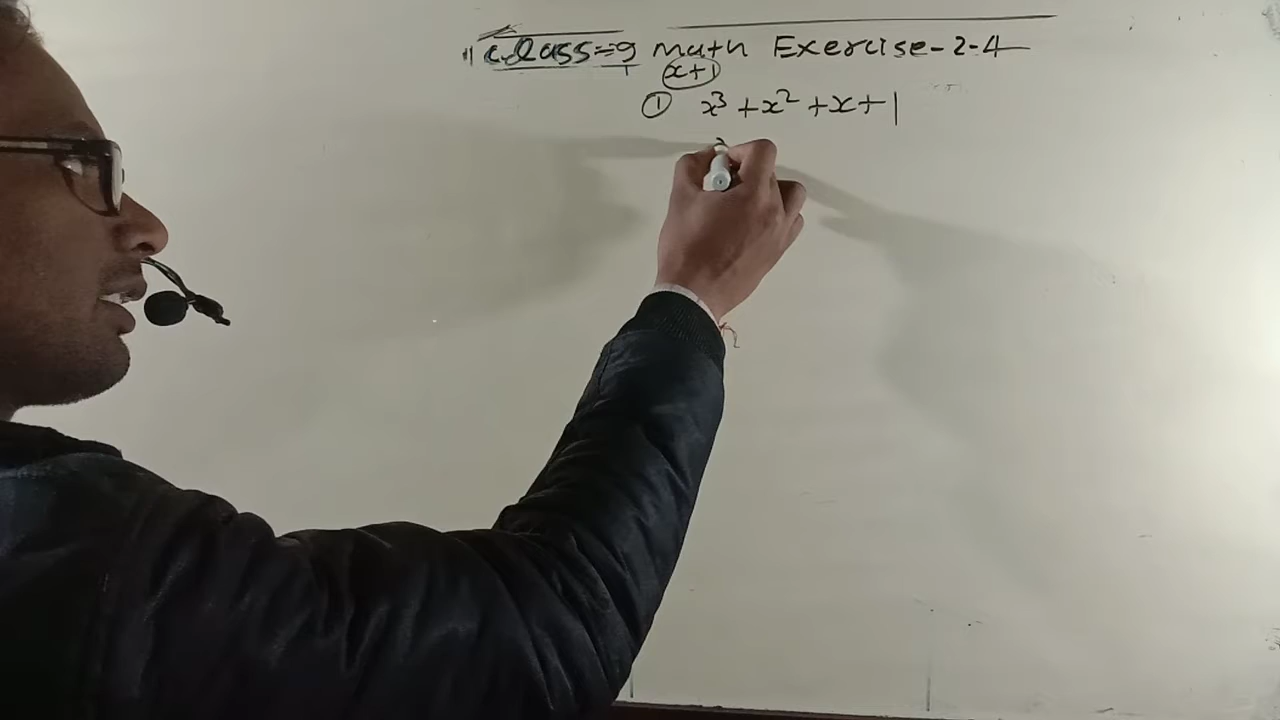 " Class=9 math Exercise-2.4
x+1
① x³+x²+x+1